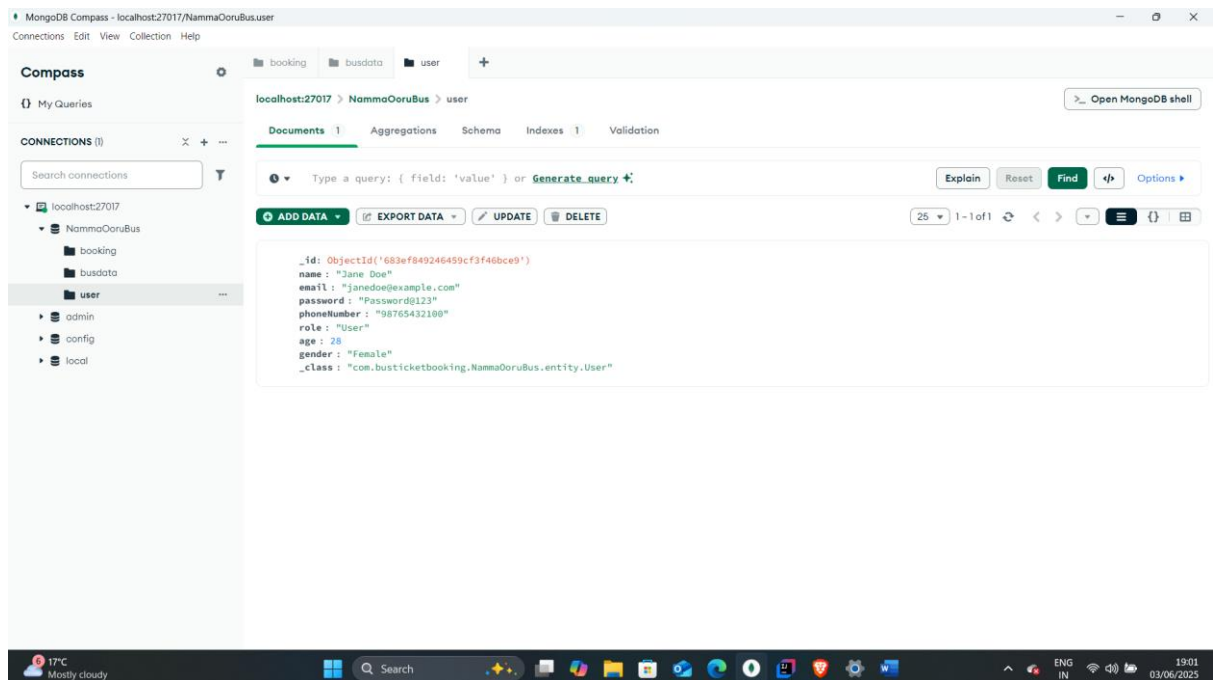 MongoDB Compass - localhost:27017/NammaOoruBus.user
Connections Edit View Collection Help
Compass
{} My Queries
CONNECTIONS (1)
Search connections
localhost:27017
NammaOoruBus
booking
busdata
user
admin
config
local
booking busdata user
localhost:27017 > NammaOoruBus > user
>_ Open MongoDB shell
Documents 1 Aggregations Schema Indexes 1 Validation
Type a query: { field: 'value' } or Generate query
Explain Reset Find </> Options
ADD DATA EXPORT DATA UPDATE DELETE
25 1-1 of 1 {}
_id: ObjectId('683ef849246459cf3f46bce9')
name : "Jane Doe"
email : "janedoe@example.com"
password : "Password@123"
phoneNumber : "98765432100"
role : "User"
age : 28
gender : "Female"
_class : "com.busticketbooking.NammaOoruBus.entity.User"
6 17°C
Mostly cloudy
Search
ENG
IN
19:01
03/06/2025